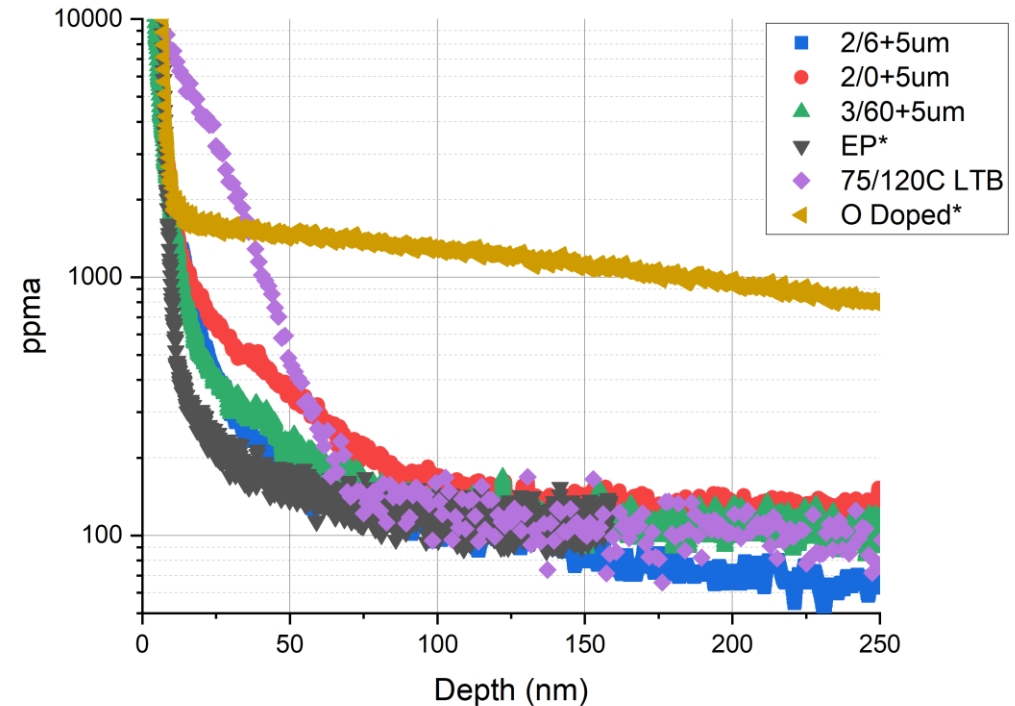 10000
1000
100
ppma
0
50
100
150
200
250
Depth (nm)
2/6+5um
2/0+5um
3/60+5um
EP*
75/120C LTB
O Doped*